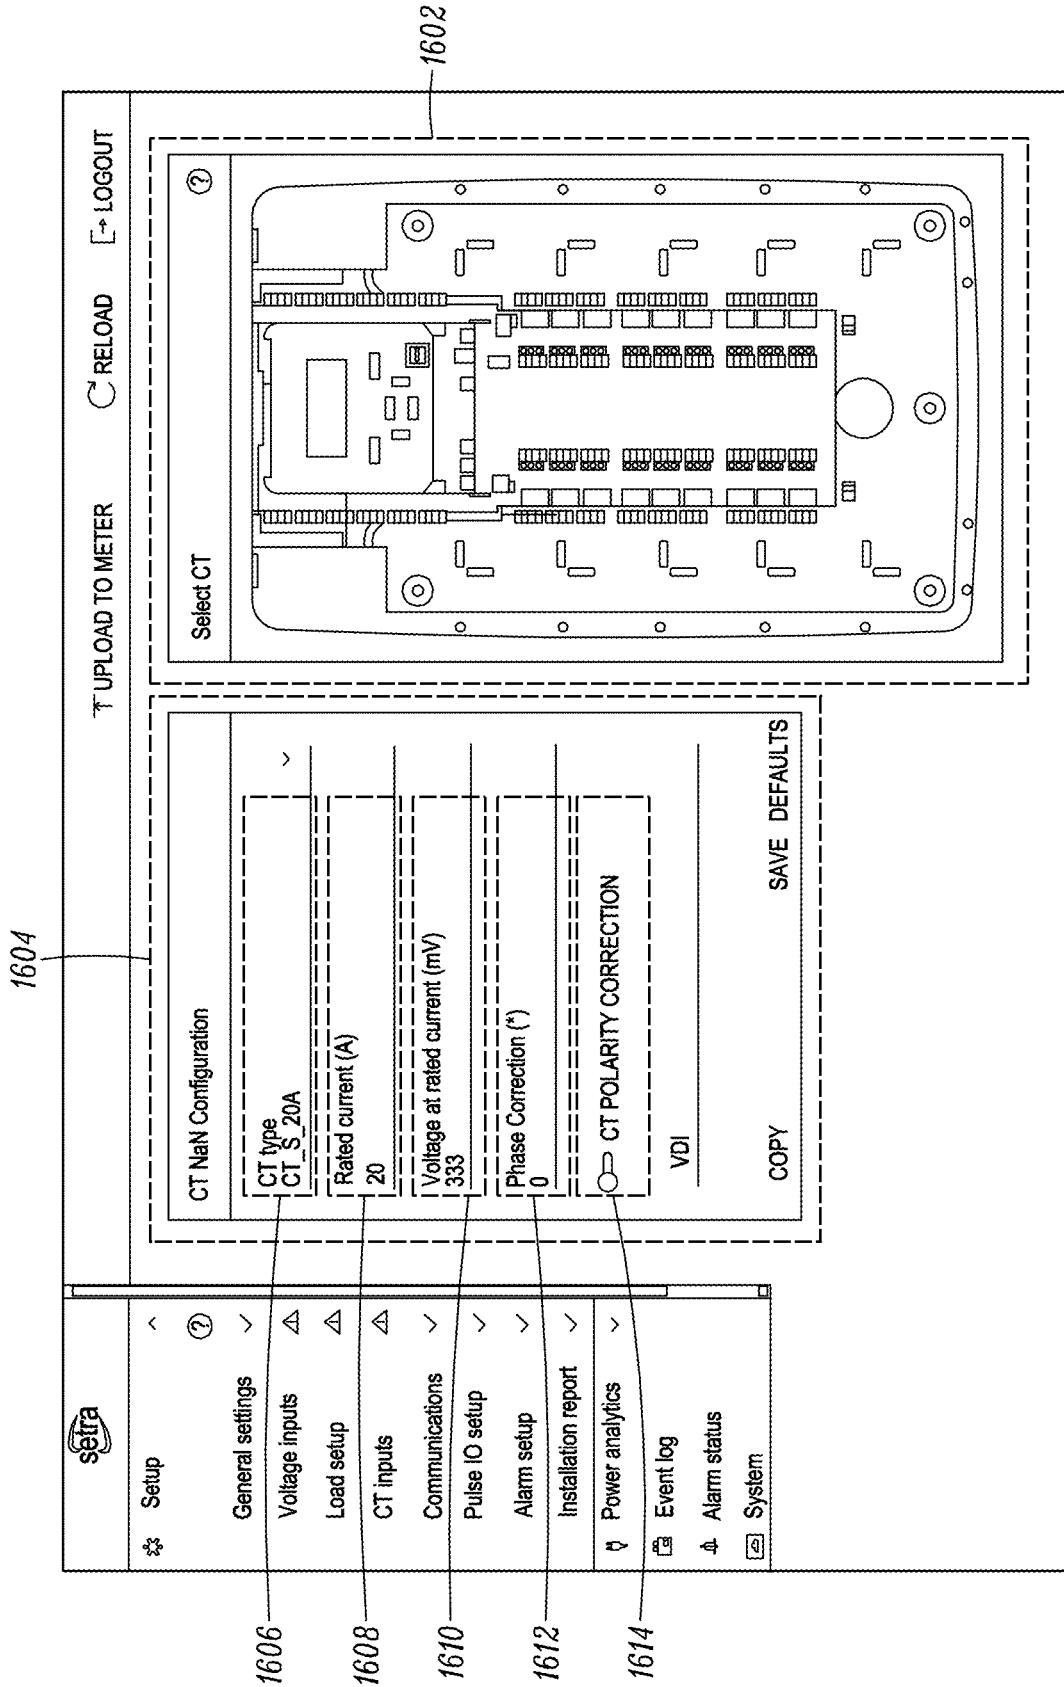 setra
↑ UPLOAD TO METER
RELOAD
LOGOUT
Setup
General settings
Voltage inputs
Load setup
CT inputs
Communications
Pulse IO setup
Alarm setup
Installation report
Power analytics
Event log
Alarm status
System
1604
CT NaN Configuration
CT type
CT_S_20A
Rated current (A)
20
Voltage at rated current (mV)
333
Phase Correction (*)
0
CT POLARITY CORRECTION
VDI
COPY
SAVE DEFAULTS
Select CT
?
?
1602
1606
1608
1610
1612
1614